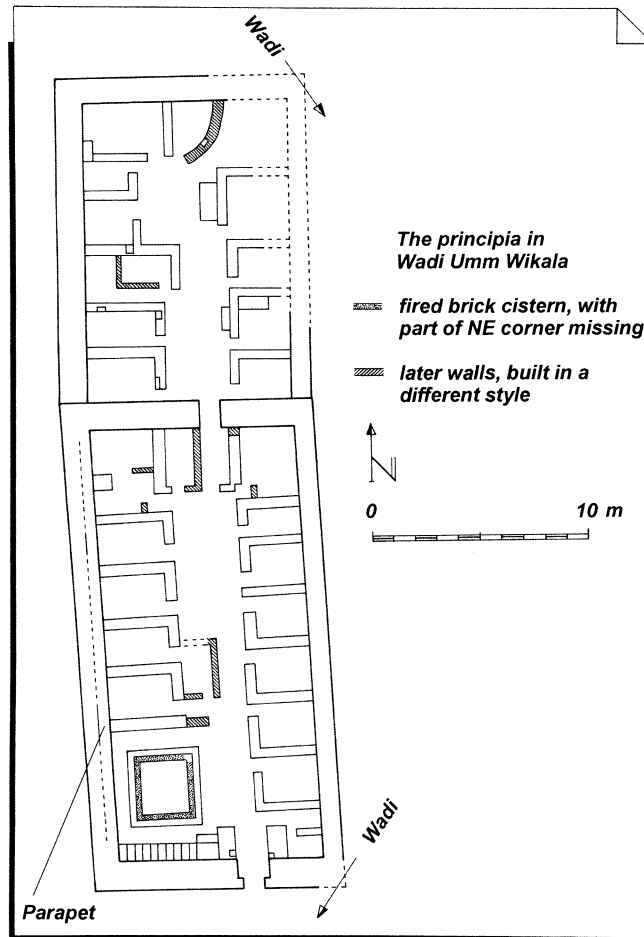 Wadi
The principia in
Wadi Umm Wikala
fired brick cistern, with
part of NE corner missing
later walls, built in a
different style
N
0 10 m
Wadi
Parapet